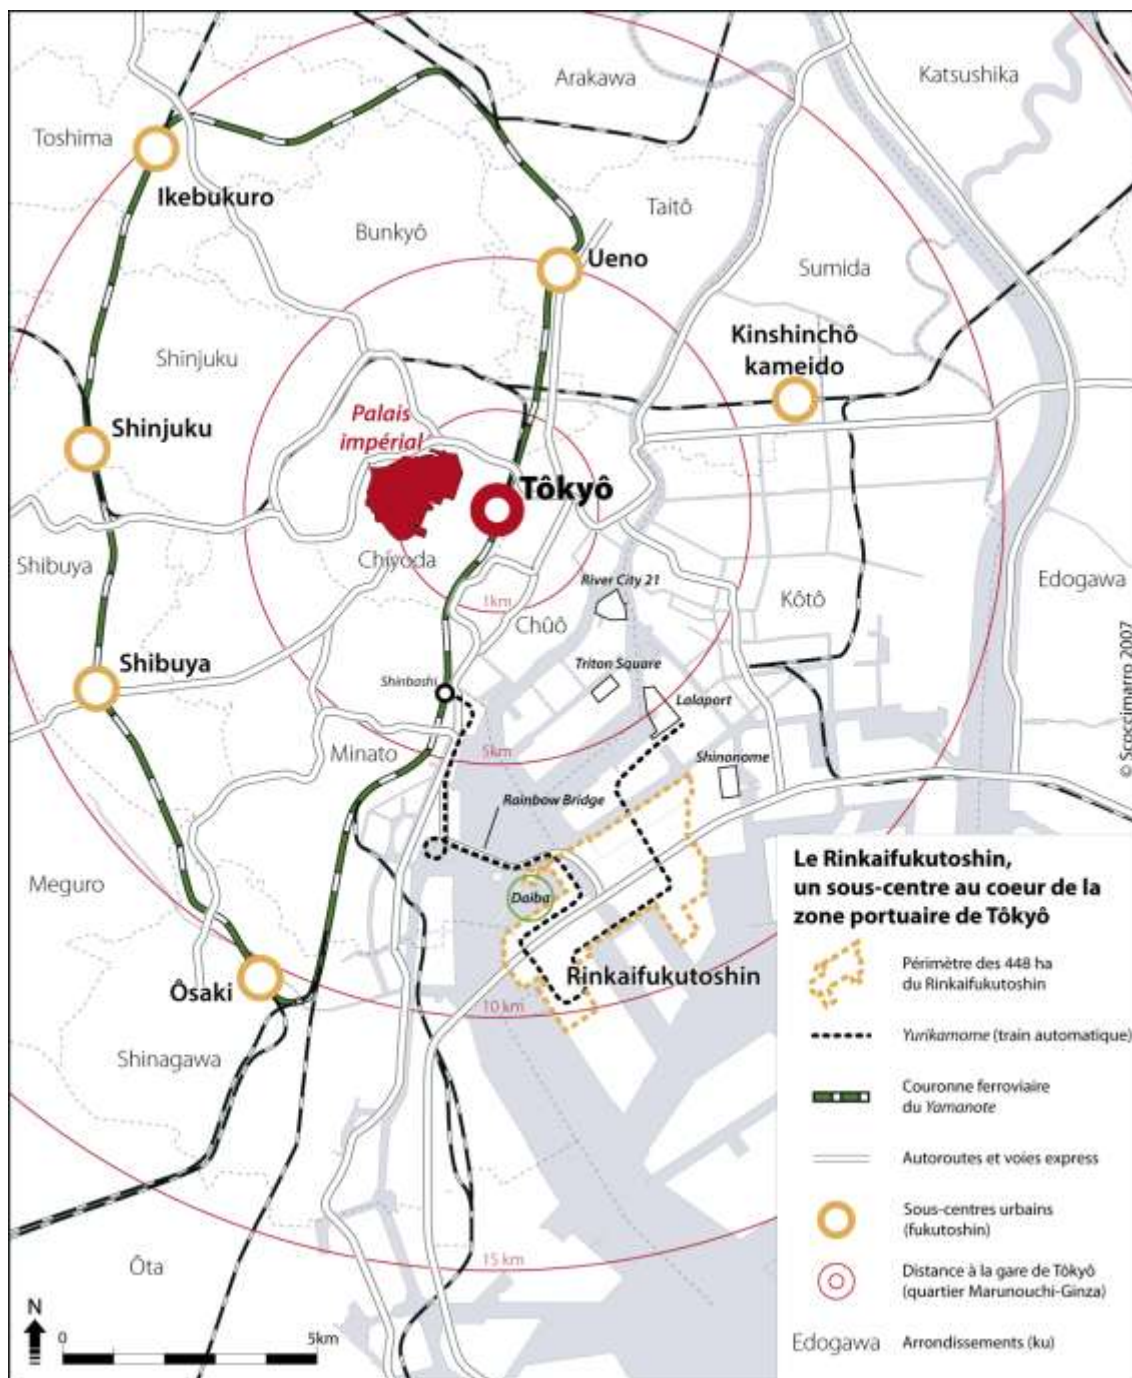 Arakawa
Katsushika
Toshima
Ikebukuro
Taitô
Bunkyô
Ueno
Sumida
Kinshinchô
kameido
Shinjuku
Palais
impérial
Shinjuku
Tôkyô
Chiyoda
Shibuya
River City 21
Edogawa
1km
Kôtô
Chûô
Shibuya
Triton Square
Shinbashi
Lalaport
© Scoccimarro 2007
Minato
5km
Shinonome
Rainbow Bridge
Meguro
Daiba
Rinkaifukutoshin
Ôsaki
10 km
Shinagawa
15 km
Ôta
N
0
5km
Le Rinkaifukutoshin,
un sous-centre au coeur de la
zone portuaire de Tôkyô
Périmètre des 448 ha
du Rinkaifukutoshin
Yurikamome (train automatique)
Couronne ferroviaire
du Yamanote
Autoroutes et voies express
Sous-centres urbains
(fukutoshin)
Distance à la gare de Tôkyô
(quartier Marunouchi-Ginza)
Edogawa Arrondissements (ku)